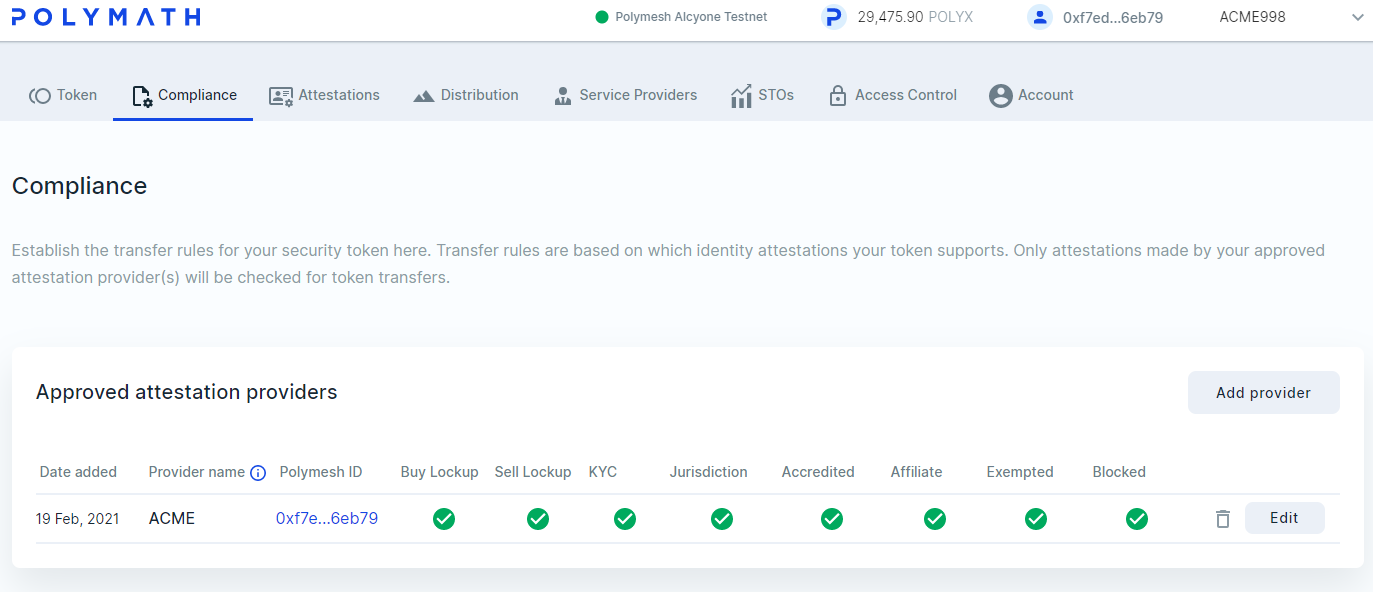 POLYMATH
Polymesh Alcyone Testnet
29,475.90 POLYX
0xf7ed...6eb79
ACME998
Token
Compliance
Attestations
Distribution
Service Providers
STOs
Access Control
Account
Compliance
Establish the transfer rules for your security token here. Transfer rules are based on which identity attestations your token supports. Only attestations made by your approved
attestation provider(s) will be checked for token transfers.
Approved attestation providers
Add provider
Date added Provider name Polymesh ID Buy Lockup Sell Lockup KYC Jurisdiction Accredited Affiliate Exempted Blocked
19 Feb, 2021 ACME 0xf7e...6eb79 Edit